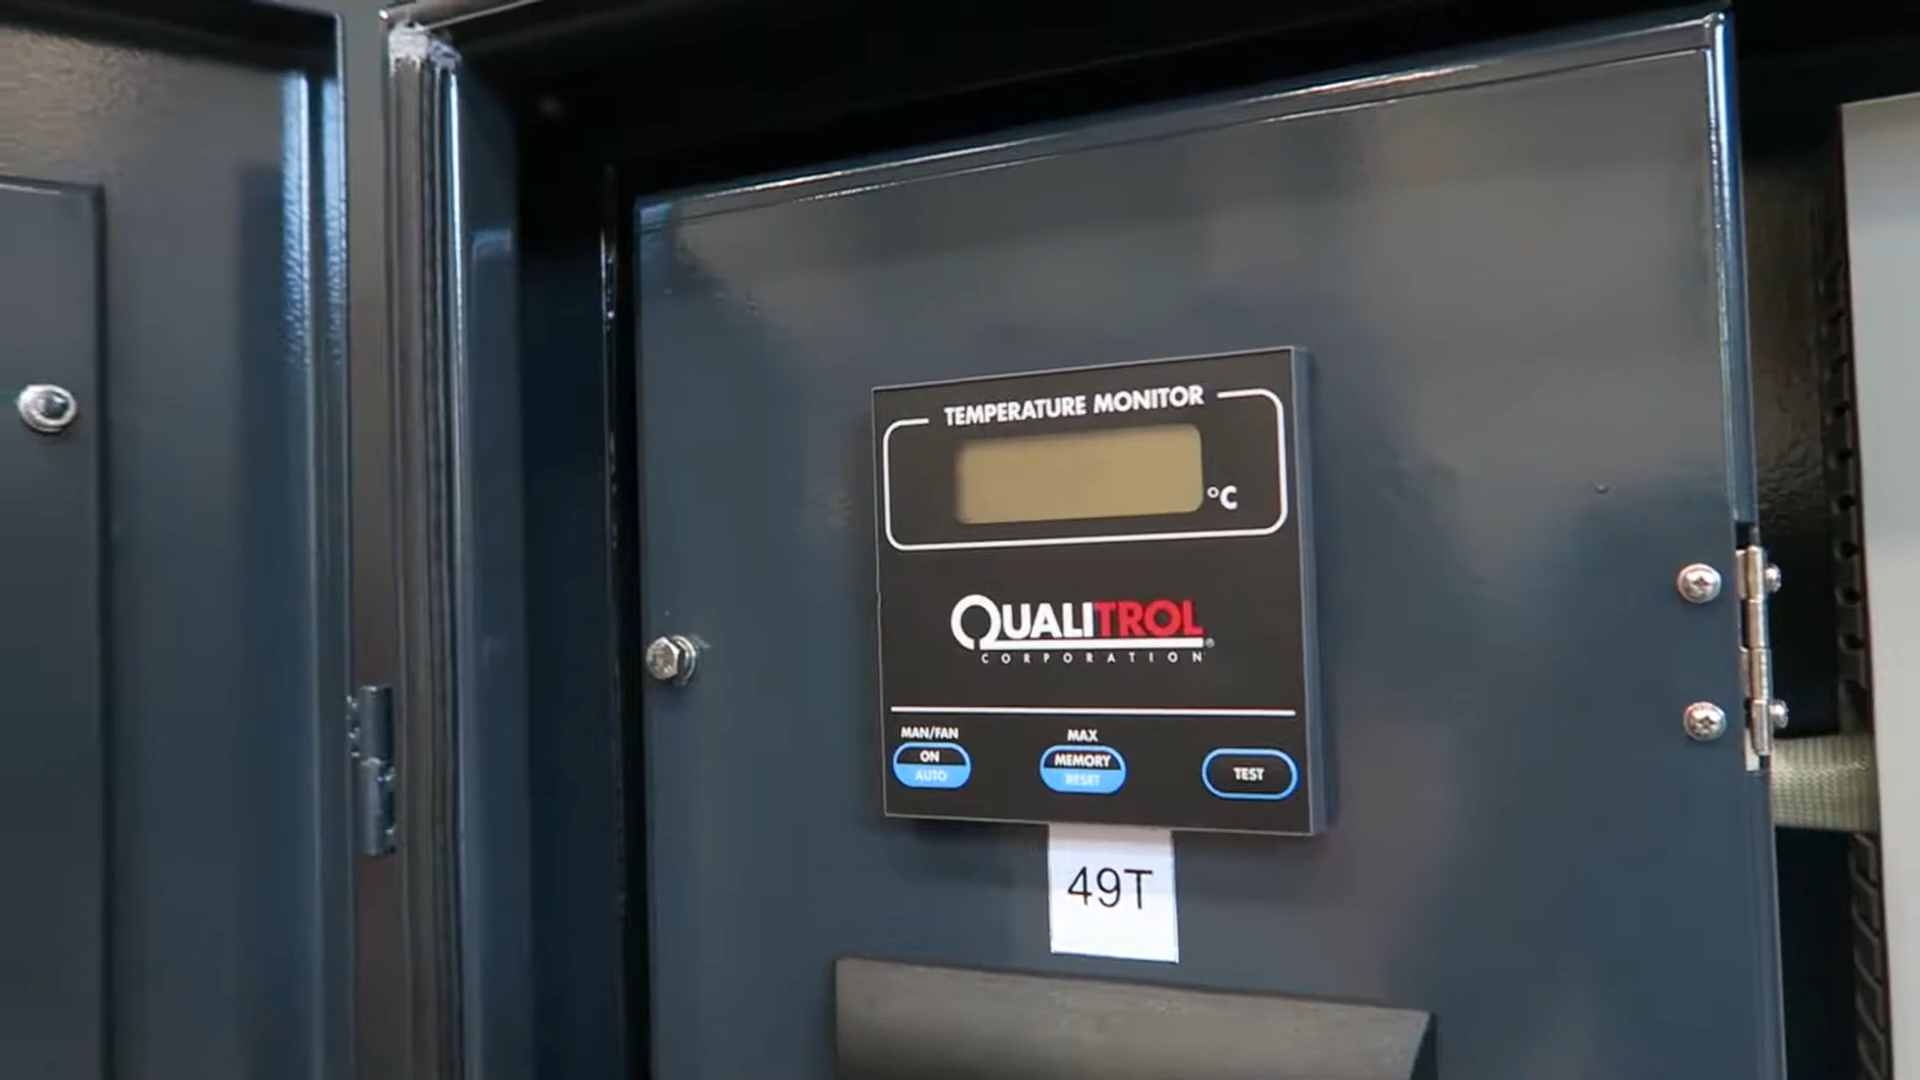 TEMPERATURE MONITOR
°C
QUALITROL®
CORPORATION
MAN/FAN
ON
AUTO
MAX
MEMORY
RESET
TEST
49T